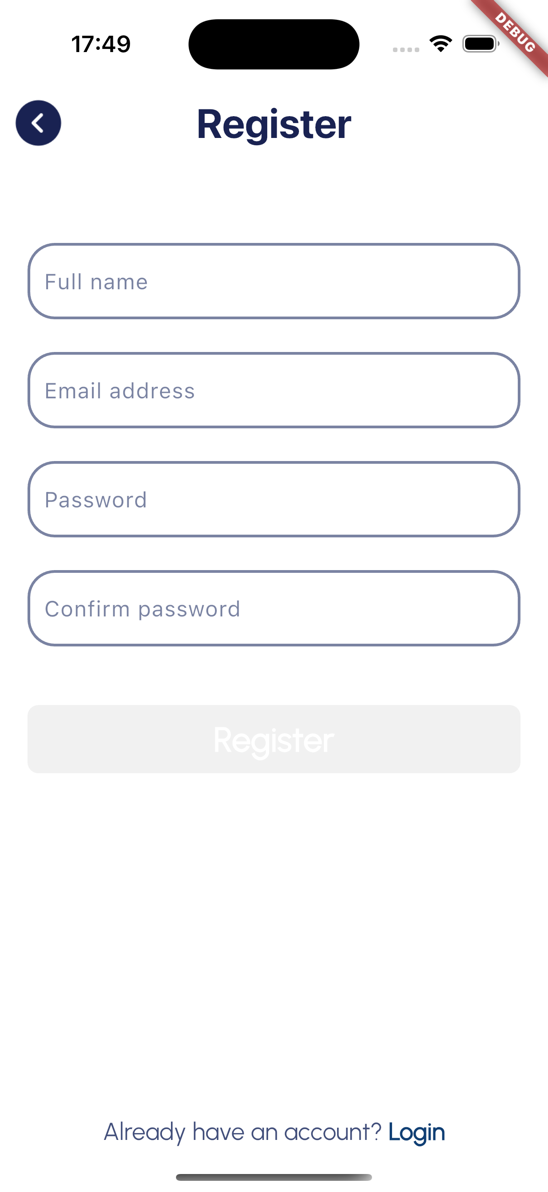 17:49
DEBUG
Register
Full name
Email address
Password
Confirm password
Register
Already have an account? Login